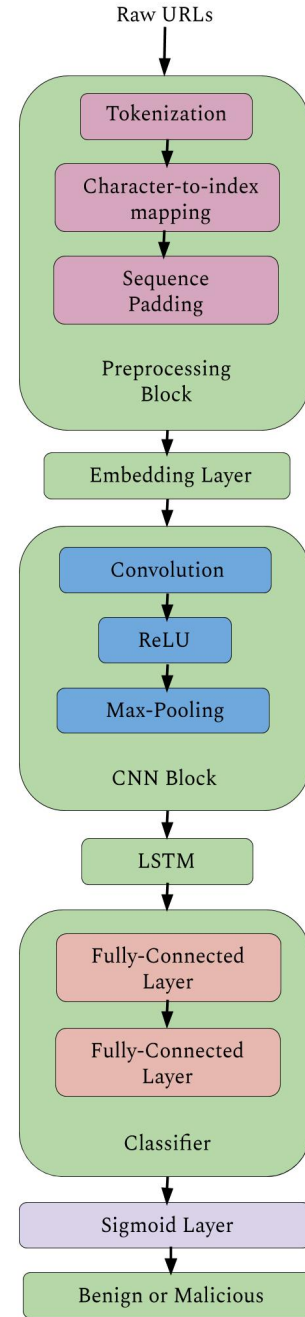 Raw URLs
Tokenization
Character-to-index
mapping
Sequence
Padding
Preprocessing
Block
Embedding Layer
Convolution
ReLU
Max-Pooling
CNN Block
LSTM
Fully-Connected
Layer
Fully-Connected
Layer
Classifier
Sigmoid Layer
Benign or Malicious